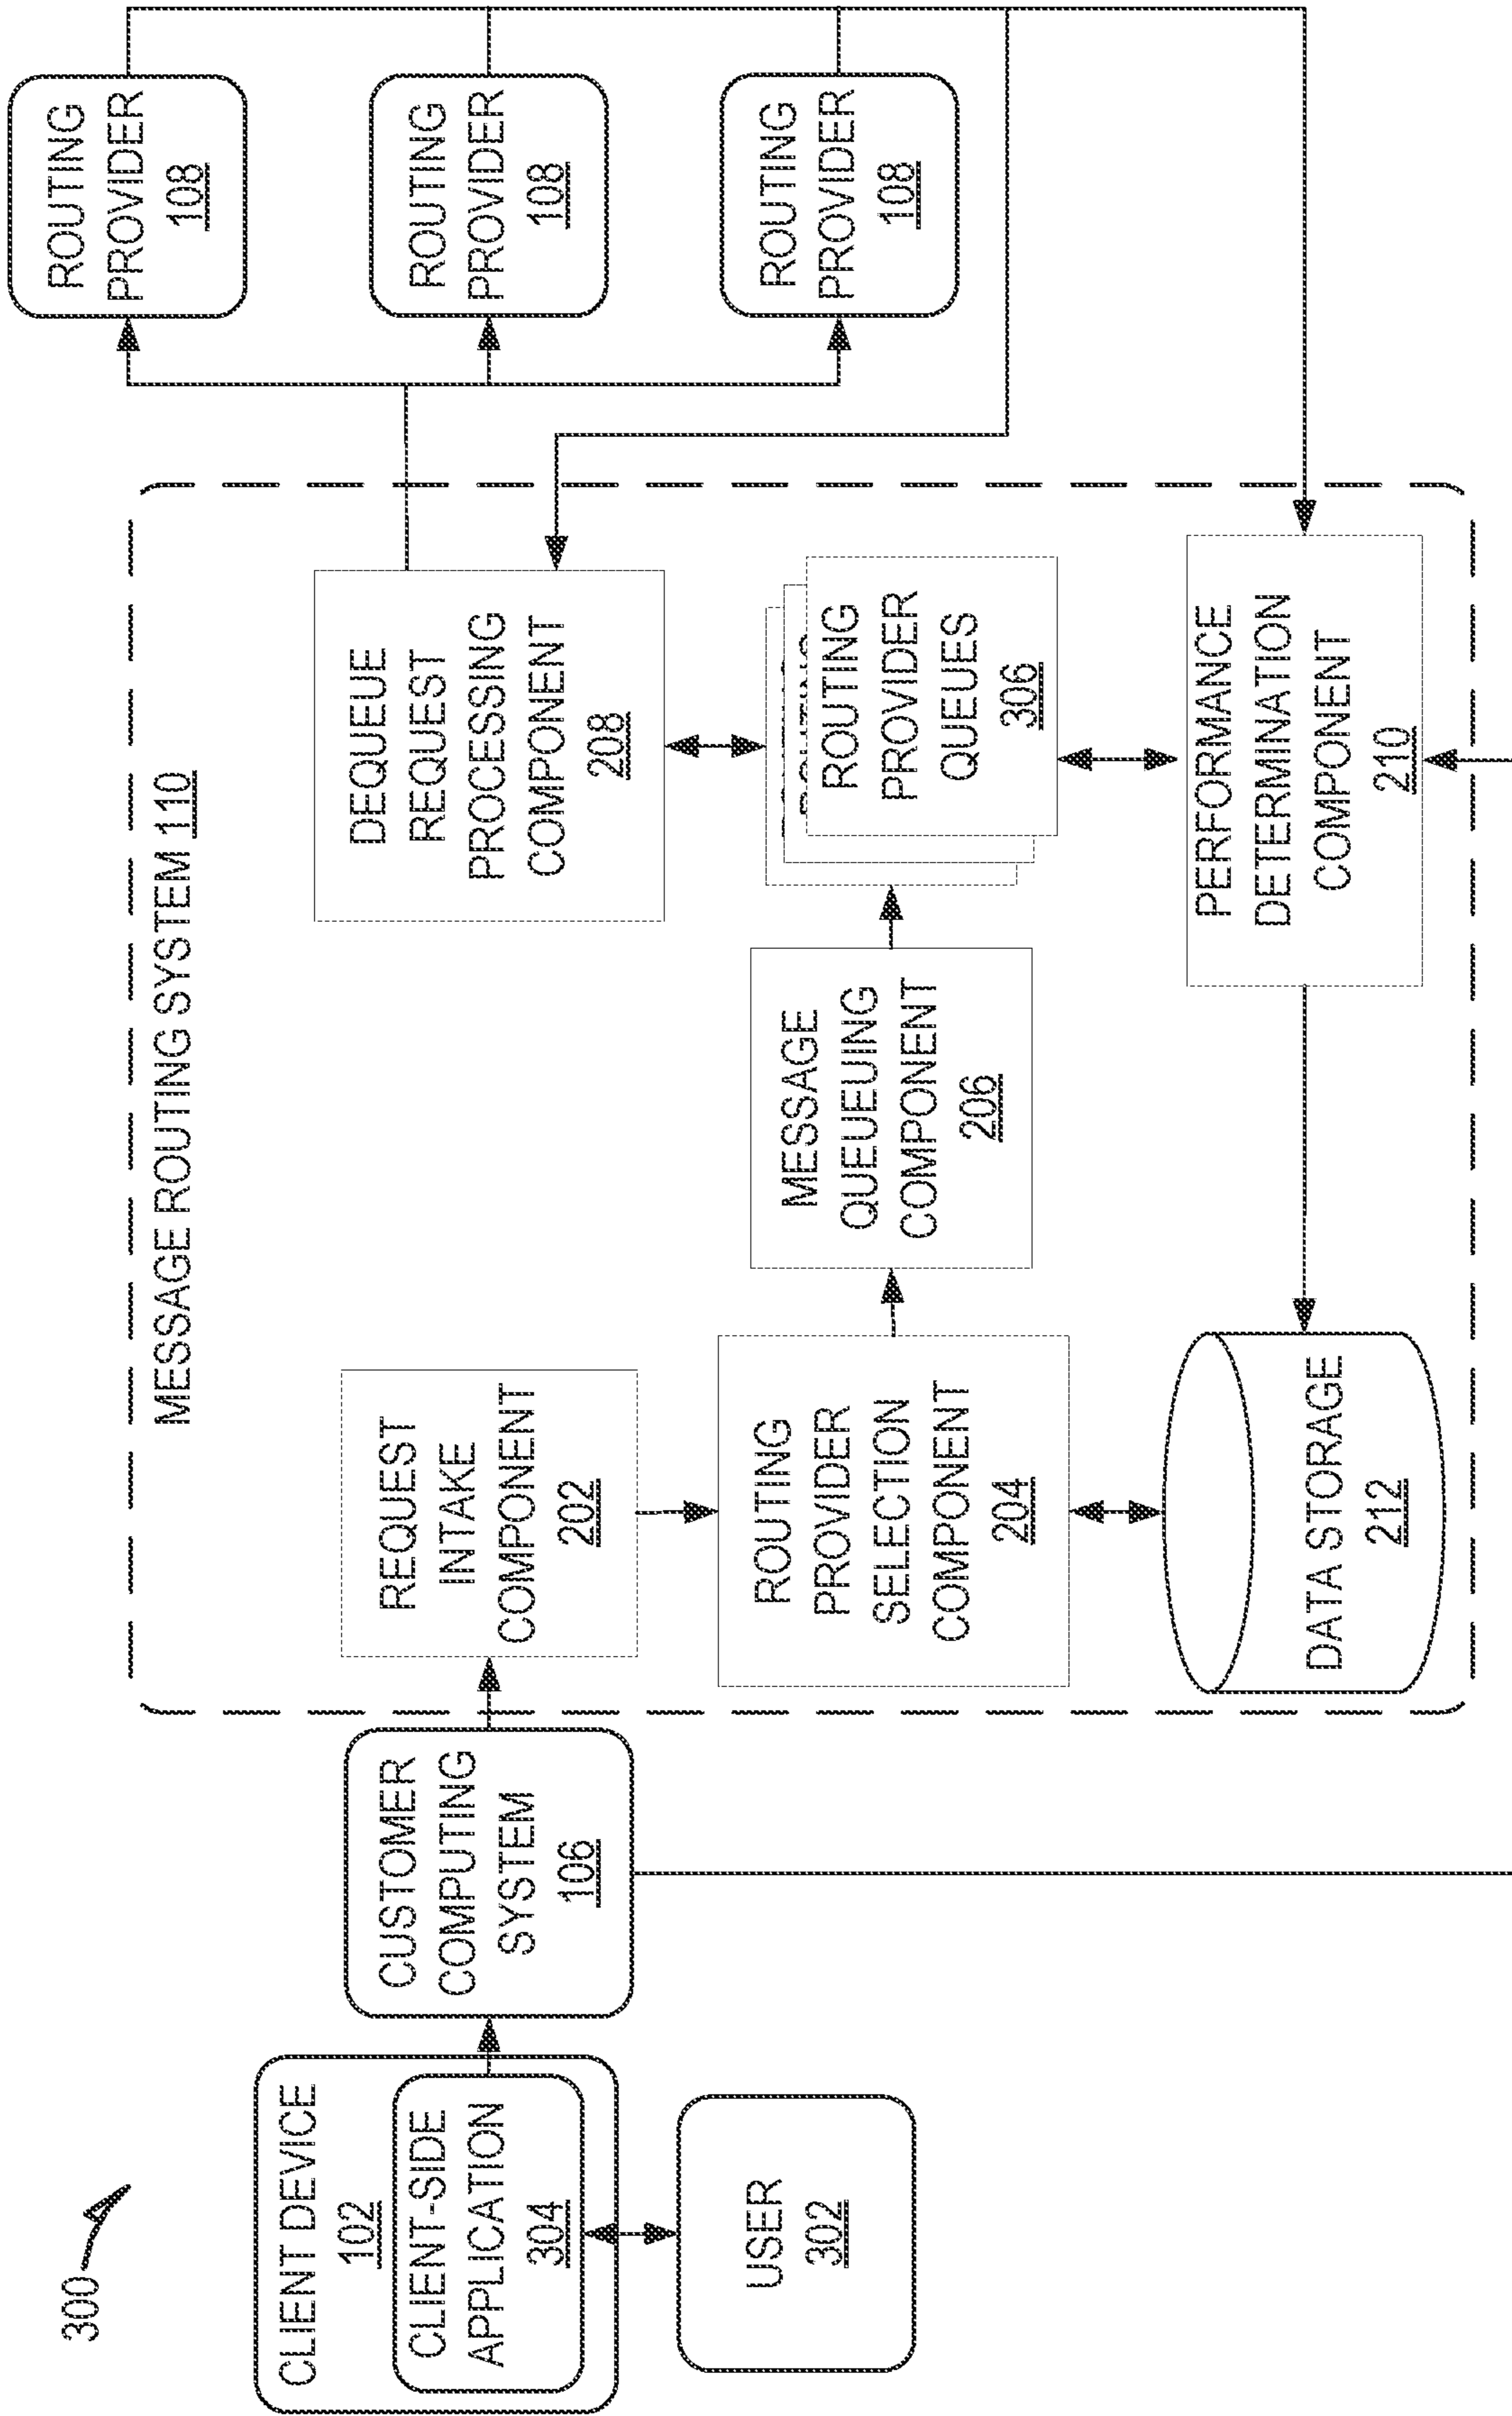 300
CLIENT DEVICE
102
CLIENT-SIDE
APPLICATION
304
USER
302
CUSTOMER
COMPUTING
SYSTEM
106
MESSAGE ROUTING SYSTEM 110
REQUEST
INTAKE
COMPONENT
202
ROUTING
PROVIDER
SELECTION
COMPONENT
204
DATA STORAGE
212
MESSAGE
QUEUEUING
COMPONENT
206
DEQUEUE
REQUEST
PROCESSING
COMPONENT
208
ROUTING
PROVIDER
QUEUES
306
PERFORMANCE
DETERMINATION
COMPONENT
210
ROUTING
PROVIDER
108
ROUTING
PROVIDER
108
ROUTING
PROVIDER
108